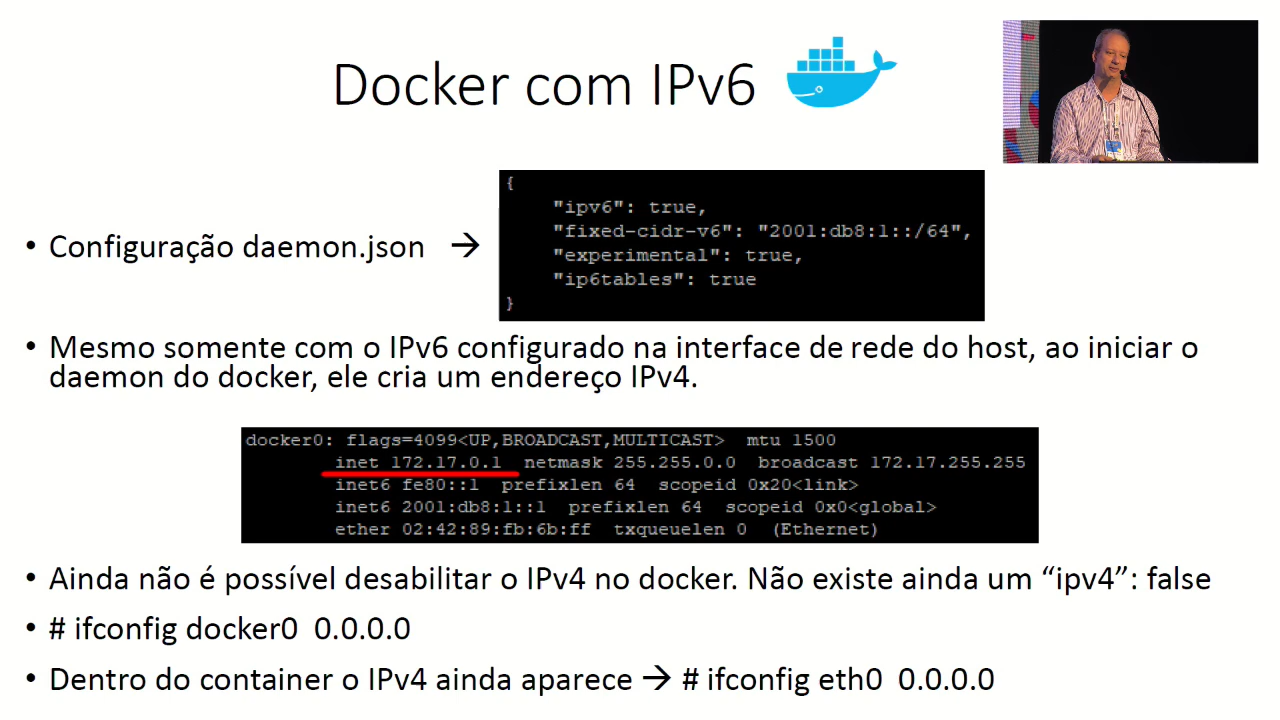 Docker com IPv6
• Configuração daemon.json →
{
"ipv6": true,
"fixed-cidr-v6": "2001:db8:1::/64",
"experimental": true,
"ip6tables": true
}
• Mesmo somente com o IPv6 configurado na interface de rede do host, ao iniciar o
daemon do docker, ele cria um endereço IPv4.
docker0: flags=4099<UP,BROADCAST,MULTICAST> mtu 1500
inet 172.17.0.1 netmask 255.255.0.0 broadcast 172.17.255.255
inet6 fe80::1 prefixlen 64 scopeid 0x20<link>
inet6 2001:db8:1::1 prefixlen 64 scopeid 0x0<global>
ether 02:42:89:fb:6b:ff txqueuelen 0 (Ethernet)
• Ainda não é possível desabilitar o IPv4 no docker. Não existe ainda um “ipv4”: false
• # ifconfig docker0 0.0.0.0
• Dentro do container o IPv4 ainda aparece → # ifconfig eth0 0.0.0.0